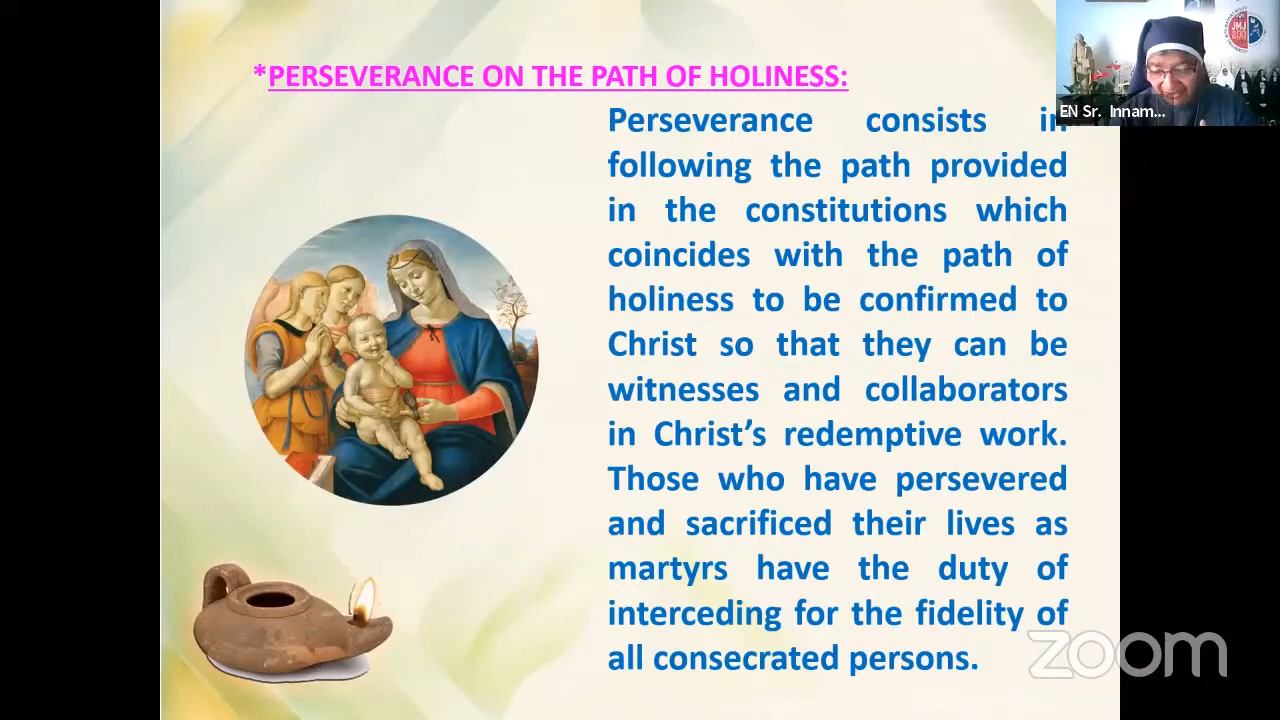 *PERSEVERANCE ON THE PATH OF HOLINESS:
Perseverance consists in
following the path provided
in the constitutions which
coincides with the path of
holiness to be confirmed to
Christ so that they can be
witnesses and collaborators
in Christ's redemptive work.
Those who have persevered
and sacrificed their lives as
martyrs have the duty of
interceding for the fidelity of
all consecrated persons.
JMJ
200
EN Sr. Innam...
zoom